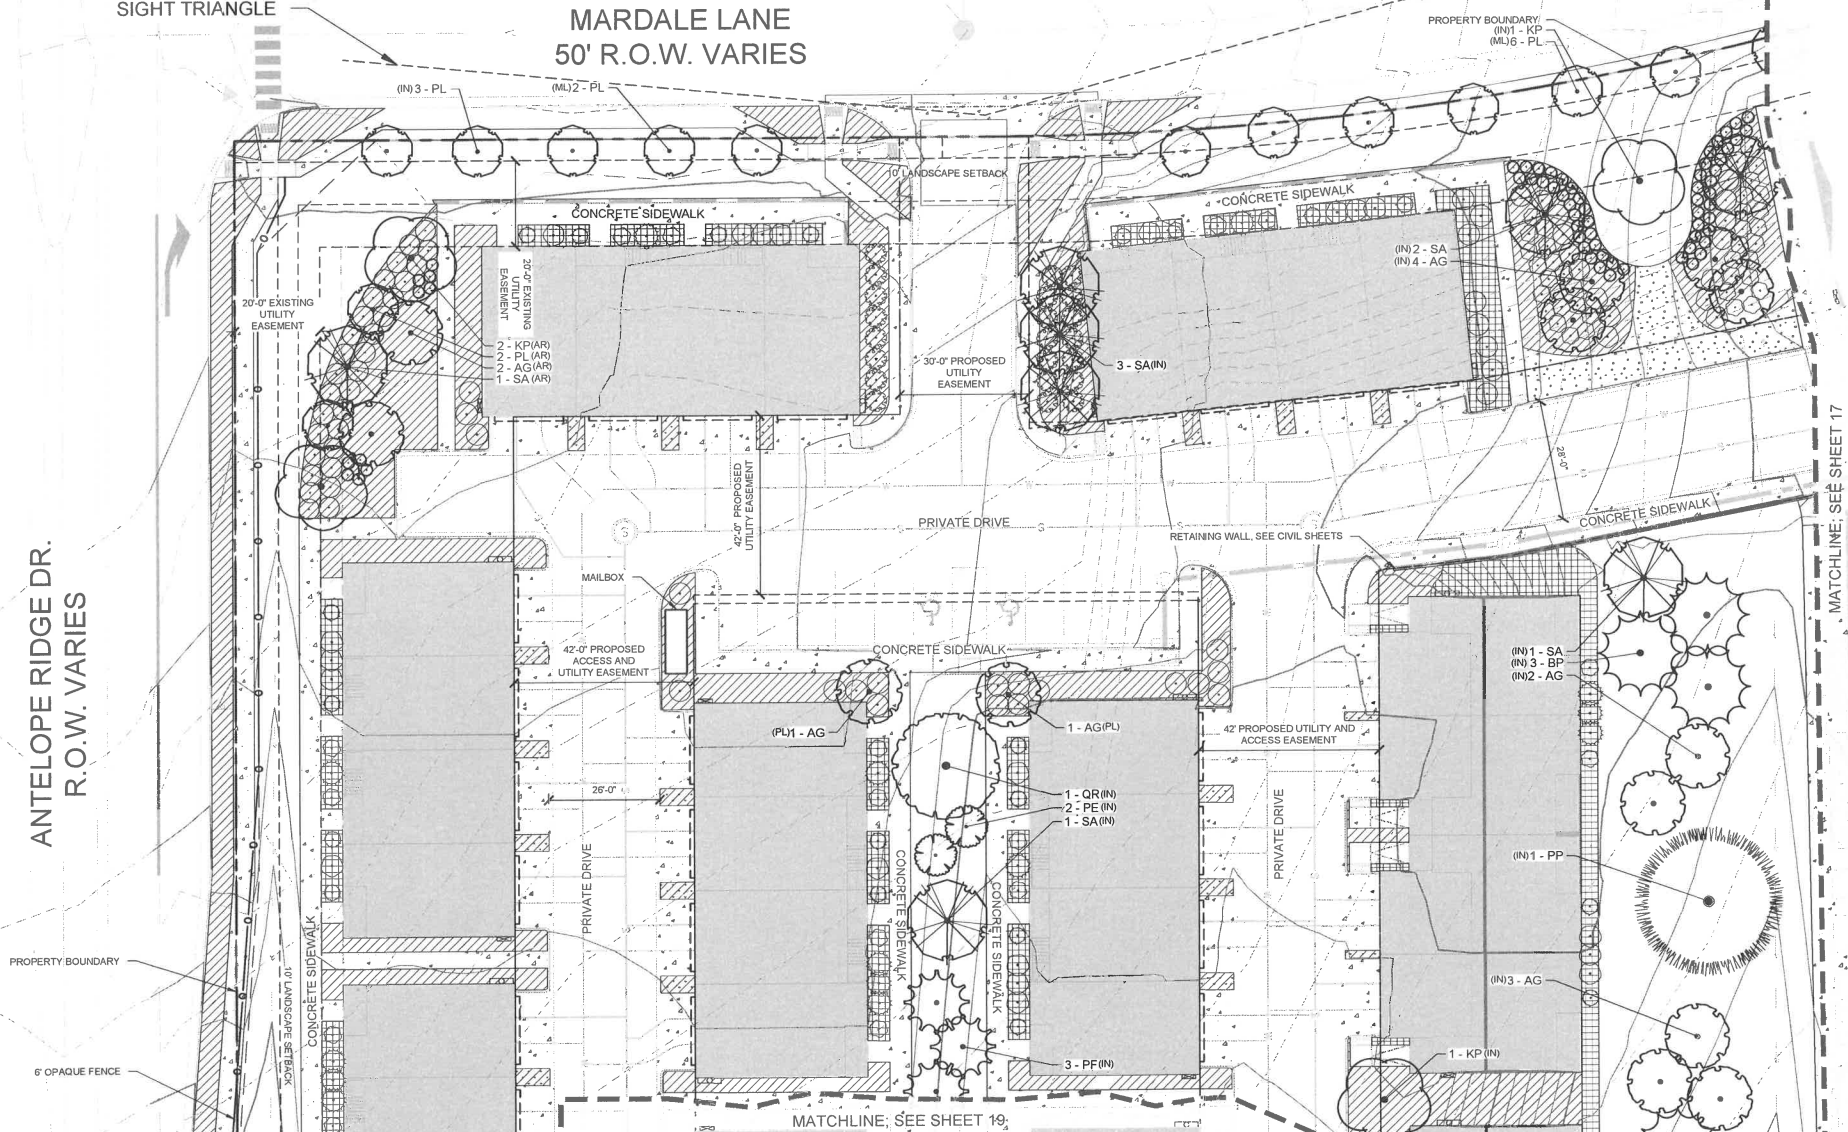 SIGHT TRIANGLE
MARDALE LANE
50' R.O.W. VARIES
PROPERTY BOUNDARY
(IN)1 - KP
(ML)6 - PL
(IN)3 - PL
(ML)2 - PL
10' LANDSCAPE SETBACK
CONCRETE SIDEWALK
CONCRETE SIDEWALK
(IN)2 - SA
(IN)4 - AG
20'-0" EXISTING
UTILITY
EASEMENT
20'-0" EXISTING
UTILITY
EASEMENT
2 - KP(AR)
2 - PL(AR)
2 - AG(AR)
1 - SA(AR)
30'-0" PROPOSED
UTILITY
EASEMENT
3 - SA(IN)
MATCHLINE; SEE SHEET 17
28'-0"
42'-0" PROPOSED
UTILITY EASEMENT
PRIVATE DRIVE
S
S
S
CONCRETE SIDEWALK
RETAINING WALL, SEE CIVIL SHEETS
ANTELOPE RIDGE DR.
R.O.W. VARIES
MAILBOX
42'-0" PROPOSED
ACCESS AND
UTILITY EASEMENT
CONCRETE SIDEWALK
(IN)1 - SA
(IN)3 - BP
(IN)2 - AG
(PL)1 - AG
1 - AG(PL)
42' PROPOSED UTILITY AND
ACCESS EASEMENT
26'-0"
1 - QR(IN)
2 - PE(IN)
1 - SA(IN)
PRIVATE DRIVE
PRIVATE DRIVE
(IN)1 - PP
CONCRETE SIDEWALK
CONCRETE SIDEWALK
CONCRETE SIDEWALK
PROPERTY BOUNDARY
10' LANDSCAPE SETBACK
(IN)3 - AG
6' OPAQUE FENCE
3 - PF(IN)
1 - KP(IN)
MATCHLINE; SEE SHEET 19